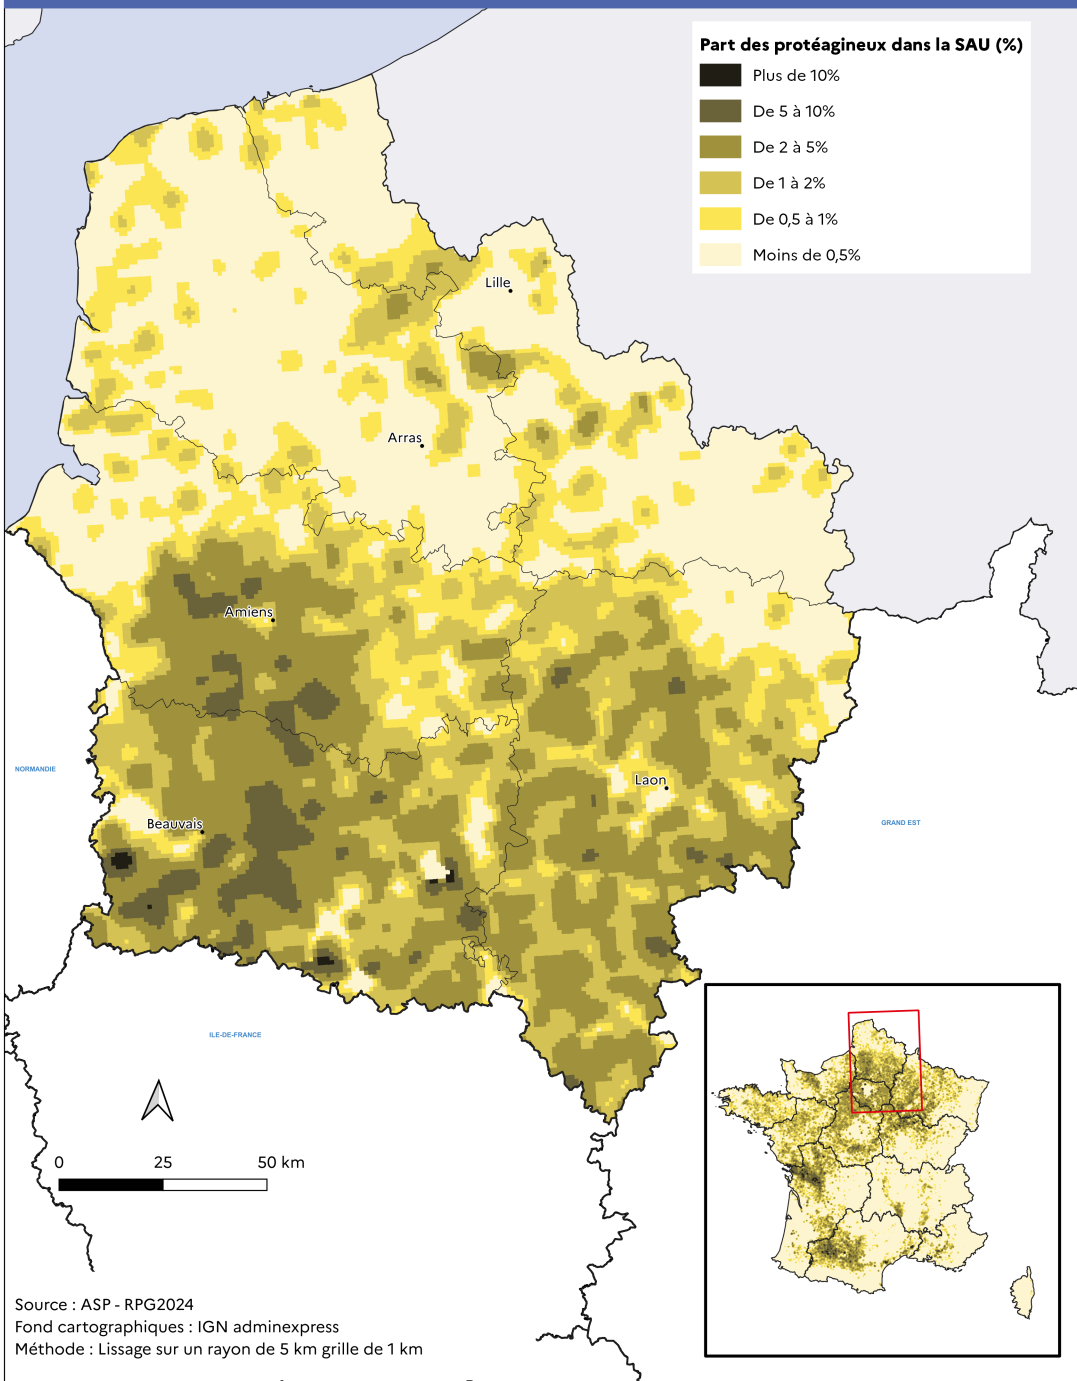 Part des protéagineux dans la SAU (%)
Plus de 10%
De 5 à 10%
De 2 à 5%
De 1 à 2%
De 0,5 à 1%
Moins de 0,5%
Lille
Arras
Amiens
Laon
NORMANDIE
Beauvais
GRAND EST
ILE-DE-FRANCE
0 25 50 km
Source : ASP - RPG2024
Fond cartographiques : IGN adminexpress
Méthode : Lissage sur un rayon de 5 km grille de 1 km